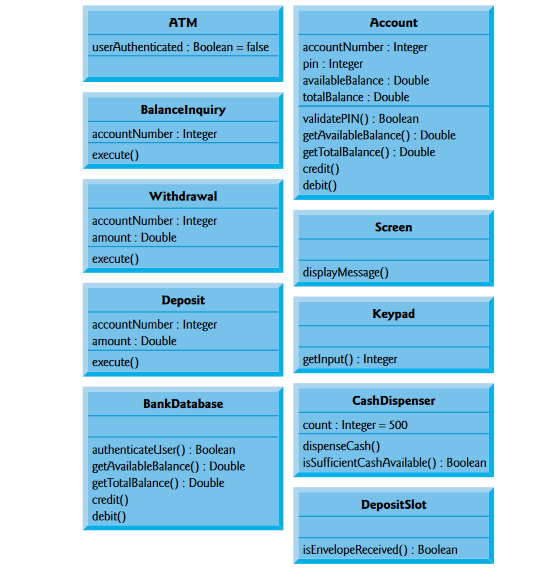 ATM
userAuthenticated : Boolean = false
BalanceInquiry
accountNumber : Integer
execute()
Withdrawal
accountNumber : Integer
amount : Double
execute()
Deposit
accountNumber : Integer
amount : Double
execute()
BankDatabase
authenticateUser() : Boolean
getAvailableBalance() : Double
getTotalBalance() : Double
credit()
debit()
Account
accountNumber : Integer
pin : Integer
availableBalance : Double
totalBalance : Double
validatePIN() : Boolean
getAvailableBalance() : Double
getTotalBalance() : Double
credit()
debit()
Screen
displayMessage()
Keypad
getInput() : Integer
CashDispenser
count : Integer = 500
dispenseCash()
isSufficientCashAvailable() : Boolean
DepositSlot
isEnvelopeReceived() : Boolean